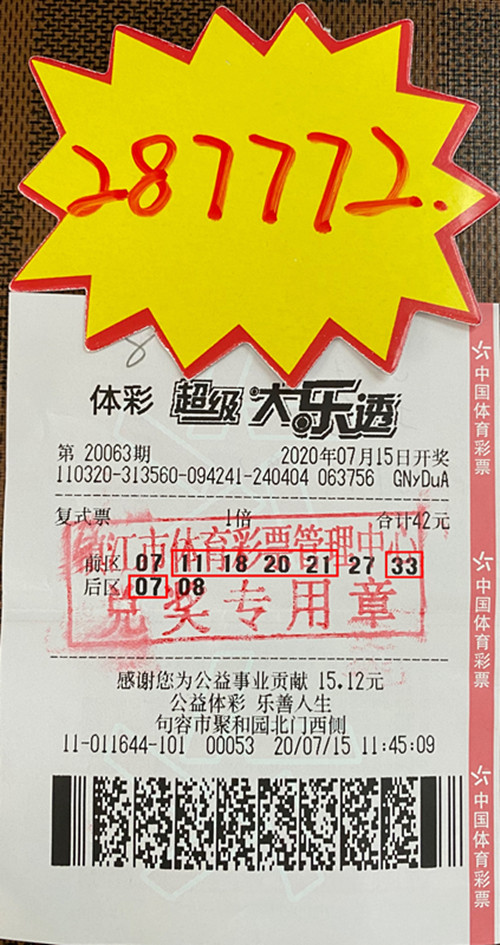 287772.
8
体彩 超级大乐透
第 20063期 2020年07月15日开奖
110320-313560-094241-240404 063756 GNyDuA
复式票 1倍 合计42元
江市体育彩票管理中心
前区 07 11 18 20 21 27 33
后区 07 08
兑奖专用章
感谢您为公益事业贡献 15.12元
公益体彩 乐善人生
句容市聚和园北门西侧
11-011644-101 00053 20/07/15 11:45:09
中国体育彩票
中国体育彩票
中国体育彩票